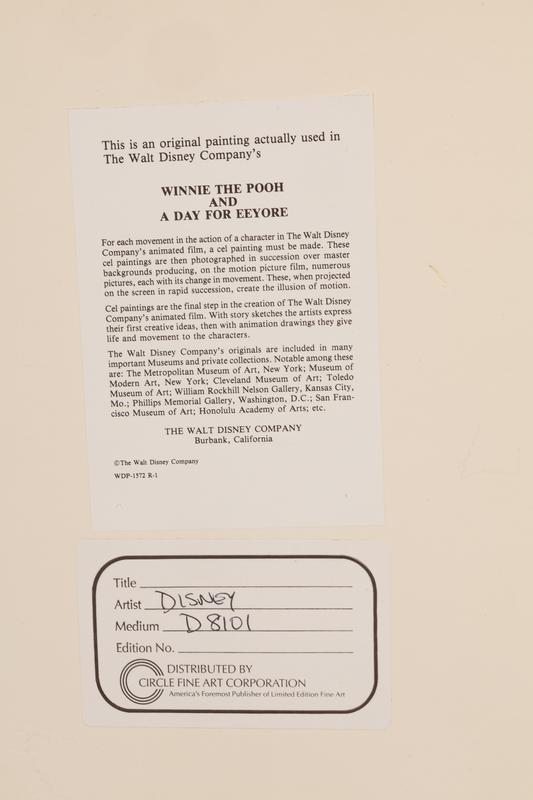 This is an original painting actually used in
The Walt Disney Company's
WINNIE THE POOH
AND
A DAY FOR EEYORE
For each movement in the action of a character in The Walt Disney
Company's animated film, a cel painting must be made. These
cel paintings are then photographed in succession over master
backgrounds producing, on the motion picture film, numerous
pictures, each with its change in movement. These, when projected
on the screen in rapid succession, create the illusion of motion.
Cel paintings are the final step in the creation of The Walt Disney
Company's animated film. With story sketches the artists express
their first creative ideas, then with animation drawings they give
life and movement to the characters.
The Walt Disney Company's originals are included in many
important Museums and private collections. Notable among these
are: The Metropolitan Museum of Art, New York; Museum of
Modern Art, New York; Cleveland Museum of Art; Toledo
Museum of Art; William Rockhill Nelson Gallery, Kansas City,
Mo.; Phillips Memorial Gallery, Washington, D.C.; San Fran-
cisco Museum of Art; Honolulu Academy of Arts; etc.
THE WALT DISNEY COMPANY
Burbank, California
©The Walt Disney Company
WDP-1572 R-1
Title
Artist DISNEY
Medium D8101
Edition No.
DISTRIBUTED BY
CIRCLE FINE ART CORPORATION
America's Foremost Publisher of Limited Edition Fine Art